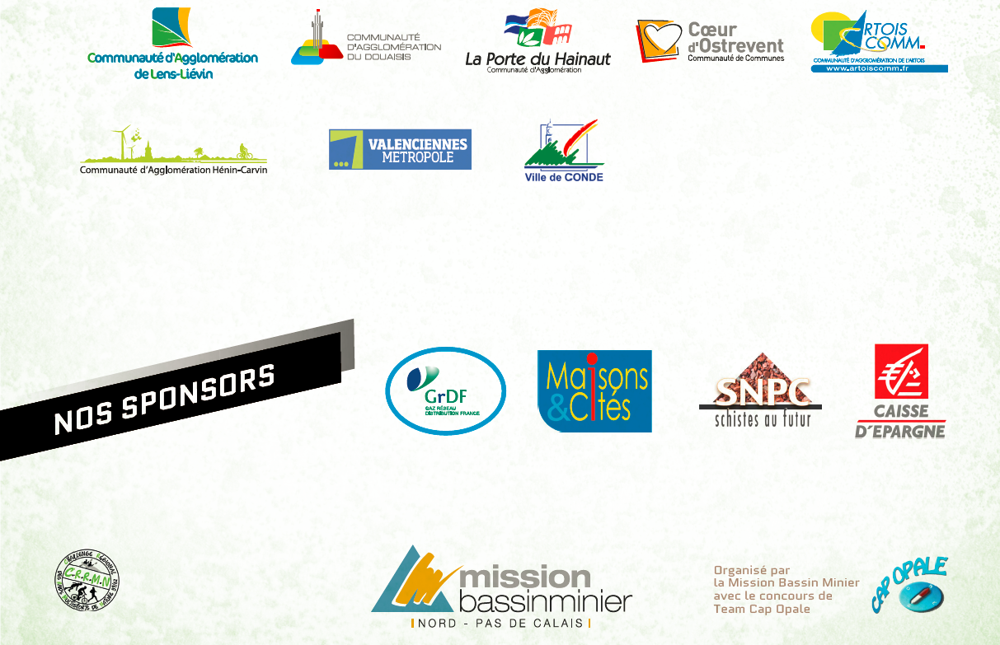 Communauté d'Agglomération
de Lens-Liévin
COMMUNAUTÉ
D'AGGLOMÉRATION
DU DOUAISIS
La Porte du Hainaut
Communauté d'Agglomération
Cœur
d'Ostrevent
Communauté de Communes
ARTOIS
COMM.
COMMUNAUTÉ D'AGGLOMÉRATION DE L'ARTOIS
www.artoiscomm.fr
Communauté d'Agglomération Hénin-Carvin
VALENCIENNES
METROPOLE
Ville de CONDE
NOS SPONSORS
GrDF
GAZ RÉSEAU
DISTRIBUTION FRANCE
Maisons
&Cités
SNPC
schistes au futur
CAISSE
D'EPARGNE
CHALLENGE RÉGIONAL
C.R.R.M.N
mission
bassinminier
NORD - PAS DE CALAIS
Organisé par
la Mission Bassin Minier
avec le concours de
Team Cap Opale
CAP OPALE